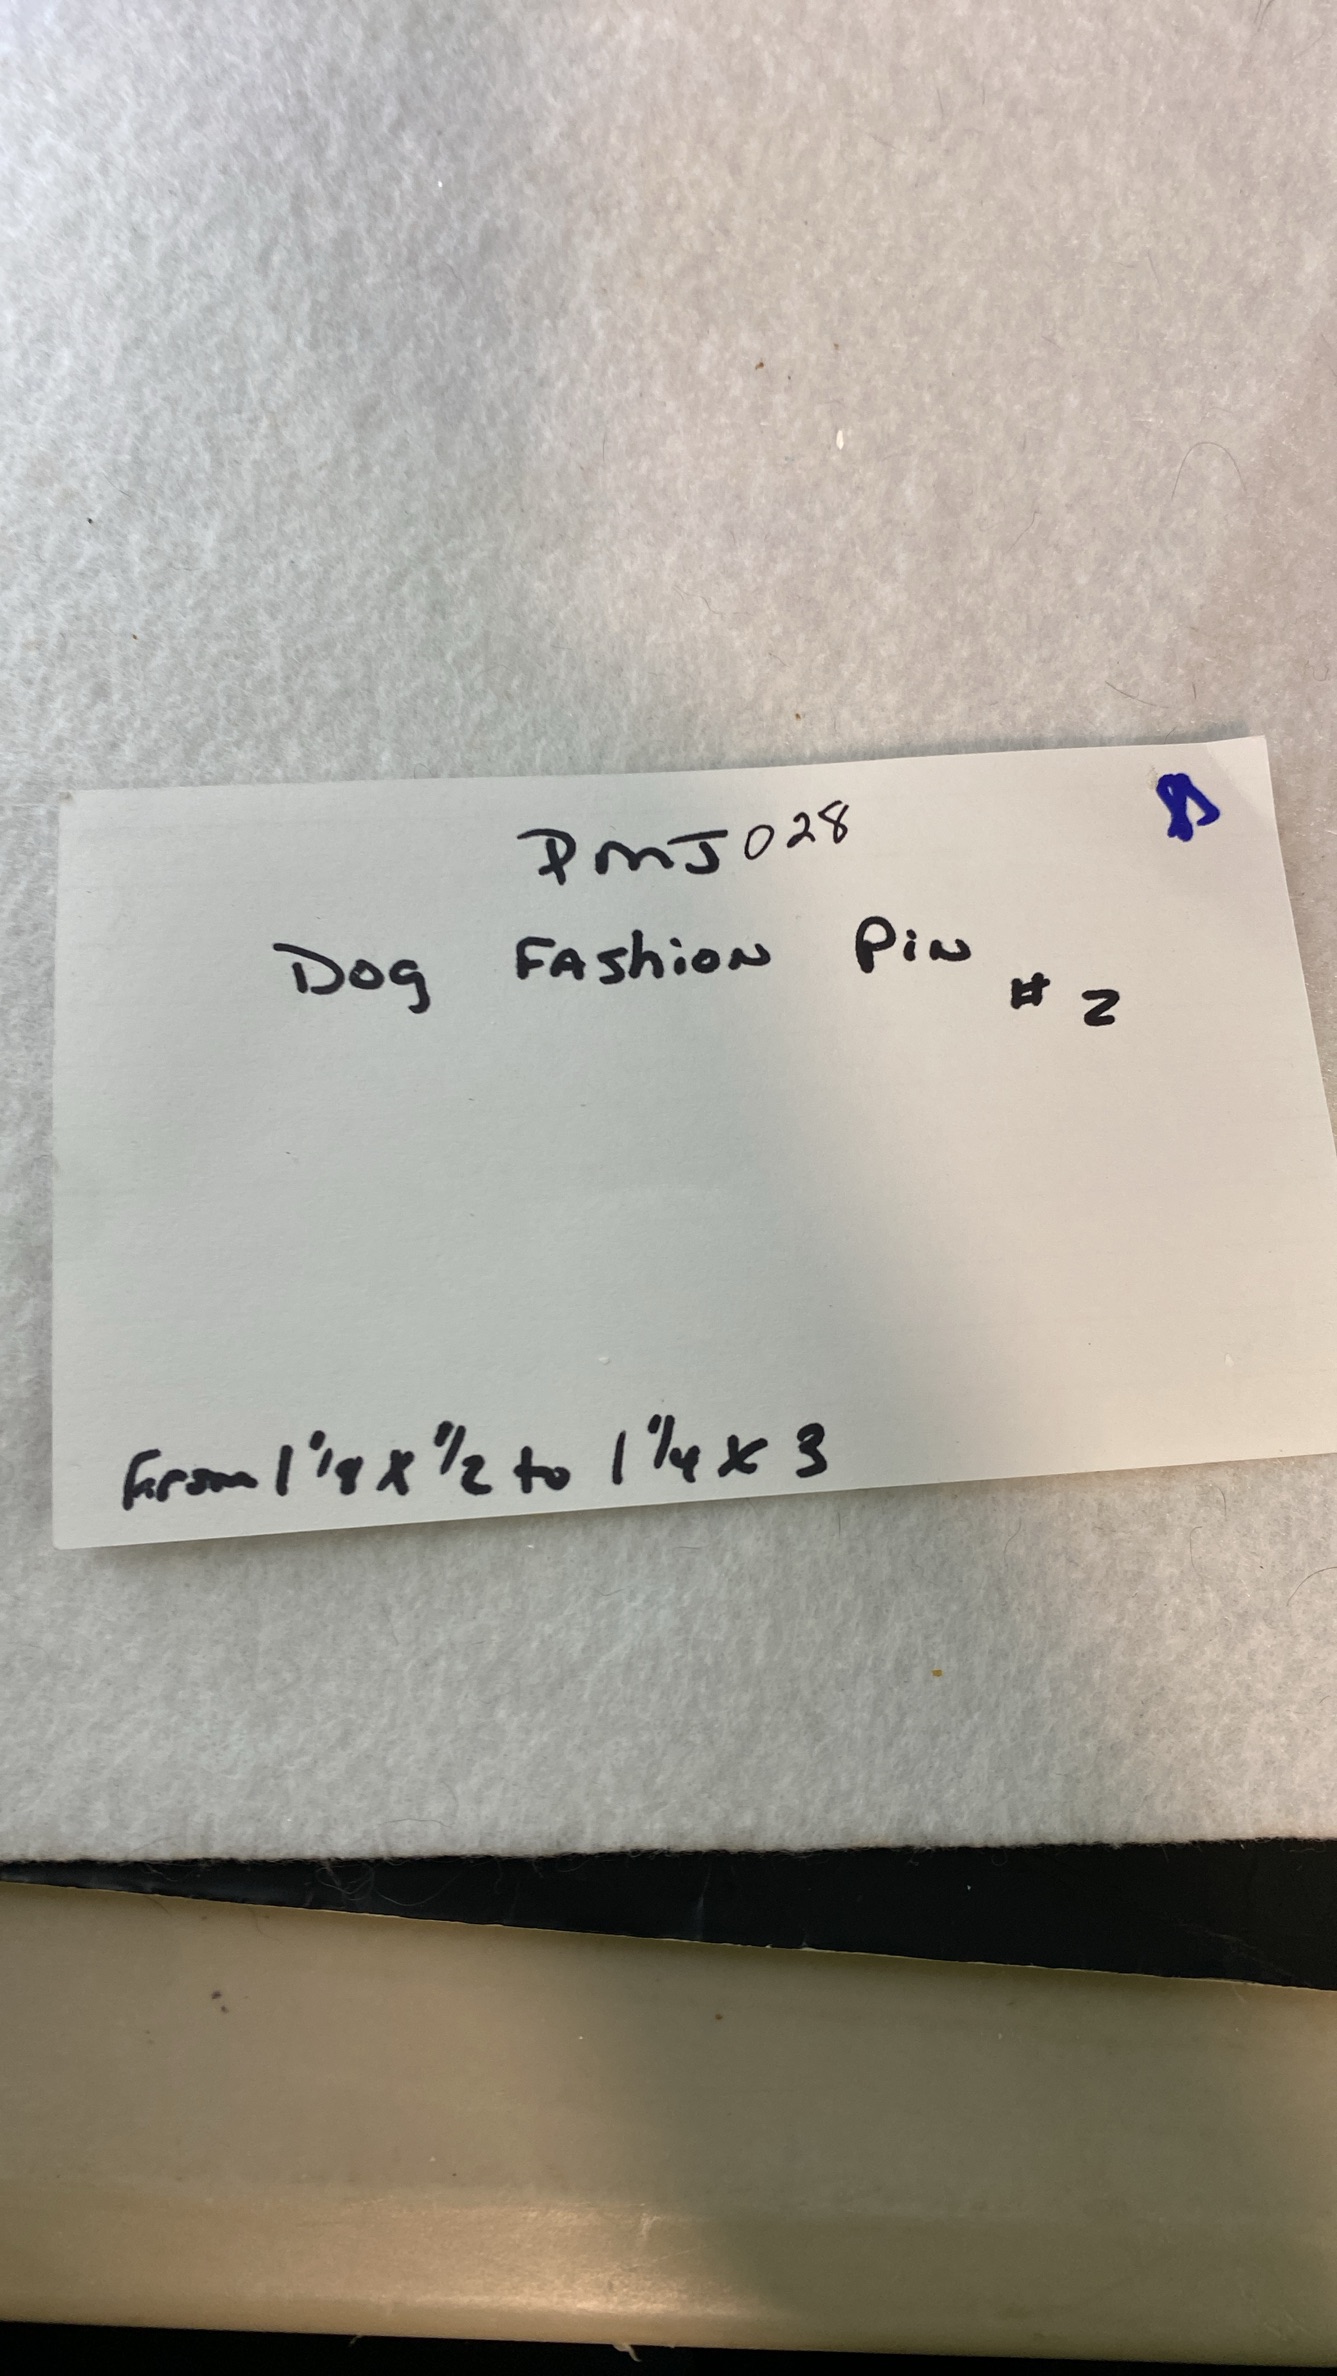 PMJ028
Dog Fashion Pin
# 2
From 1 1/8 x 1/2 to 1 1/4 x 3